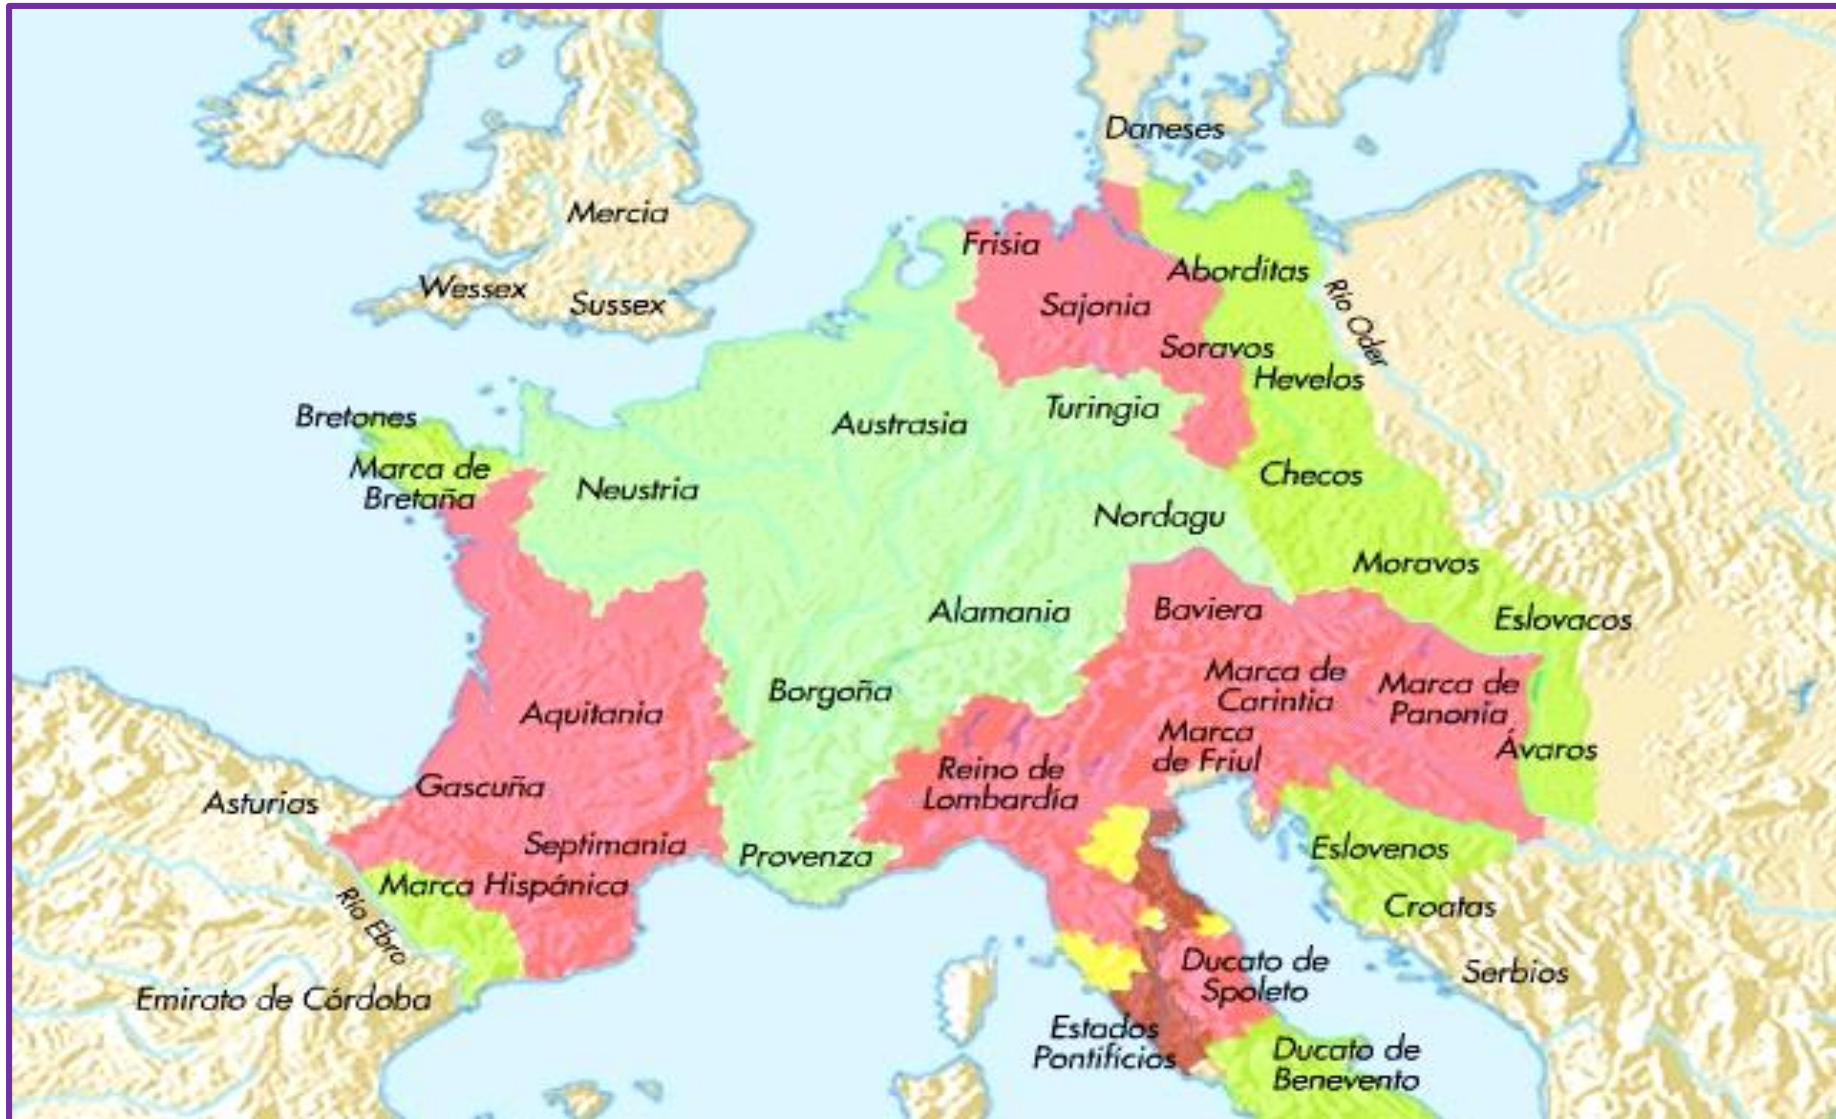 Daneses
Mercia
Frisia
Aborditas
Wessex
Sussex
Sajonia
Río Oder
Soravos
Hevelos
Bretones
Austrasia
Turingia
Marca de
Bretaña
Neustria
Checos
Nordagu
Moravos
Alamania
Baviera
Eslovacos
Borgoña
Aquitania
Marca de
Carintia
Marca de
Panonia
Marca
de Friul
Ávaros
Reino de
Lombardía
Gascuña
Asturias
Septimania
Provenza
Eslovenos
Marca Hispánica
Río Ebro
Croatas
Ducato de
Spoleto
Serbios
Emirato de Córdoba
Estados
Pontificios
Ducato de
Benevento